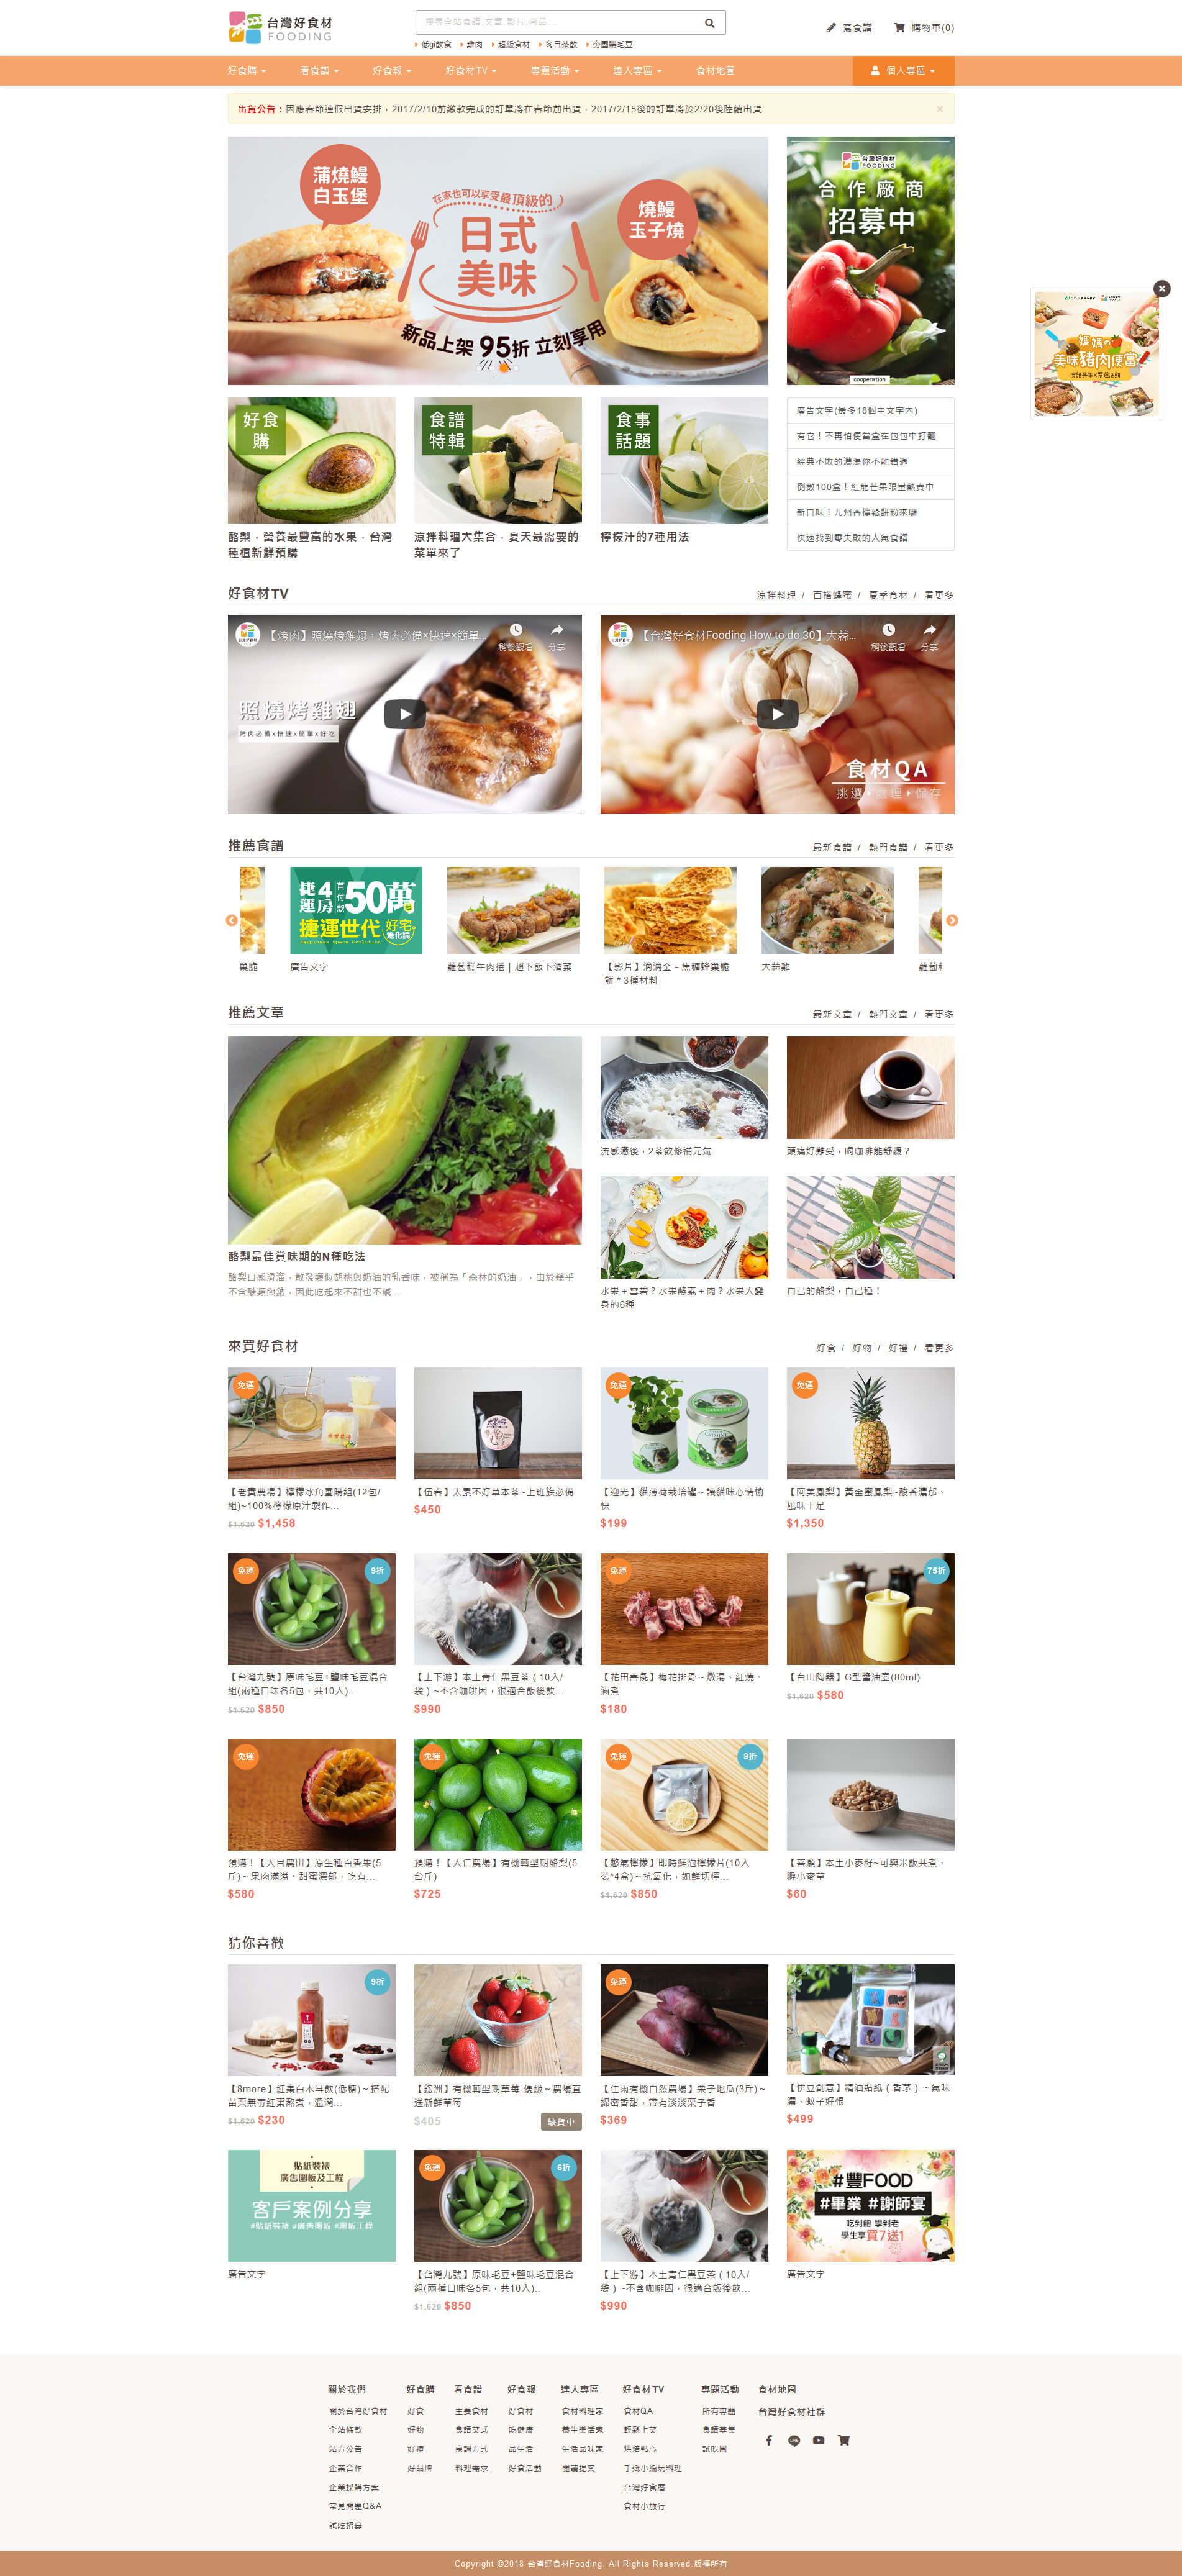 台灣好食材
FOODING
搜尋全站食譜.文章.影片.商品...
低gi飲食 雞肉 超級食材 冬日茶飲 夯團購毛豆
寫食譜 購物車(0)
好食購 看食譜 好食報 好食材TV 專題活動 達人專區 食材地圖 個人專區
出貨公告：因應春節連假出貨安排，2017/2/10前繳款完成的訂單將在春節前出貨，2017/2/15後的訂單將於2/20後陸續出貨
蒲燒鰻
白玉堡
在家也可以享受最頂級的
日式
美味
燒鰻
玉子燒
新品上架 95折 立刻享用
台灣好食材
FOODING
合作廠商
招募中
cooperation
媽媽の
美味豬肉便當
好食購
食譜特輯
食事話題
酪梨，營養最豐富的水果，台灣
種植新鮮預購
涼拌料理大集合，夏天最需要的
菜單來了
檸檬汁的7種用法
廣告文字(最多18個中文字內)
有它！不再怕便當盒在包包中打翻
經典不敗的濃湯你不能錯過
倒數100盒！紅龍芒果限量熱賣中
新口味！九州香檸鬆餅粉來囉
快速找到零失敗的人氣食譜
好食材TV
涼拌料理 / 百搭蜂蜜 / 夏季食材 / 看更多
【烤肉】照燒烤雞翅，烤肉必備×快速×簡單...
稍後觀看 分享
照燒烤雞翅
烤肉必備x快速x簡單x好吃
【台灣好食材Fooding How to do 30】大蒜...
稍後觀看 分享
食材QA
挑選 處理 保存
推薦食譜
最新食譜 / 熱門食譜 / 看更多
捷運4房首付款50萬
捷運世代 好宅進化論
巢脆
廣告文字
蘿蔔糕牛肉捲 | 超下飯下酒菜
【影片】滴滴金 - 焦糖蜂巢脆
餅 * 3種材料
大蒜雞
推薦文章
最新文章 / 熱門文章 / 看更多
酪梨最佳賞味期的N種吃法
酪梨口感滑溜，散發類似胡桃與奶油的乳香味，被稱為「森林的奶油」，由於幾乎
不含醣類與鈉，因此吃起來不甜也不鹹...
流感癒後，2茶飲修補元氣
頭痛好難受，喝咖啡能舒緩？
水果 + 雪碧？水果酵素 + 肉？水果大變
身的6種
自己的酪梨，自己種！
來買好食材
好食 / 好物 / 好禮 / 看更多
免運
免運
免運
【老實農場】檸檬冰角團購組(12包/
組)~100%檸檬原汁製作...
$1,620 $1,458
【伍春】太累不好草本茶~上班族必備
$450
【迎光】貓薄荷栽培罐～讓貓咪心情愉
快
$199
【阿美鳳梨】黃金蜜鳳梨~酸香濃郁、
風味十足
$1,350
免運 9折
免運
75折
【台灣九號】原味毛豆+鹽味毛豆混合
組(兩種口味各5包，共10入)..
$1,620 $850
【上下游】本土青仁黑豆茶 ( 10入/
袋 ) ~不含咖啡因，很適合飯後飲...
$990
【花田喜彘】梅花排骨～燉湯、紅燒、
滷煮
$180
【白山陶器】G型醬油壺(80ml)
$1,620 $580
免運
免運
免運 9折
預購！【大目農田】原生種百香果(5
斤)～果肉滿溢、甜蜜濃郁，吃有...
$580
預購！【大仁農場】有機轉型期酪梨(5
台斤)
$725
【憋氣檸檬】即時鮮泡檸檬片(10入
裝*4盒)～抗氧化，如鮮切檸...
$1,620 $850
【喜願】本土小麥籽~可與米飯共煮，
孵小麥草
$60
猜你喜歡
9折
免運
【8more】紅棗白木耳飲(低糖)～搭配
苗栗無毒紅棗熬煮，溫潤...
$1,620 $230
【鋐洲】有機轉型期草莓-優級～農場直
送新鮮草莓
$405 缺貨中
【佳雨有機自然農場】栗子地瓜(3斤)～
綿密香甜，帶有淡淡栗子香
$369
【伊豆創意】精油貼紙（香茅）～氣味
濃，蚊子好恨
$499
貼紙裝裱
廣告圍板及工程
客戶案例分享
#貼紙裝裱 #廣告圍板 #圍板工程
免運 6折
#豐FOOD
#畢業 #謝師宴
吃到飽 學到老
學生享買7送1
廣告文字
【台灣九號】原味毛豆+鹽味毛豆混合
組(兩種口味各5包，共10入)..
$1,620 $850
【上下游】本土青仁黑豆茶 ( 10入/
袋 ) ~不含咖啡因，很適合飯後飲...
$990
廣告文字
關於我們 好食購 看食譜 好食報 達人專區 好食材TV 專題活動 食材地圖
關於台灣好食材 好食 主要食材 好食材 食材料理家 食材QA 所有專題 台灣好食材社群
全站條款 好物 食譜菜式 吃健康 養生樂活家 輕鬆上菜 食譜募集
站方公告 好禮 烹調方式 品生活 生活品味家 烘焙點心 試吃團
企業合作 好品牌 料理需求 好食活動 閱讀提案 手殘小編玩料理
企業採購方案 台灣好食居
常見問題Q&A 食材小旅行
試吃招募
Copyright ©2018 台灣好食材Fooding. All Rights Reserved.版權所有